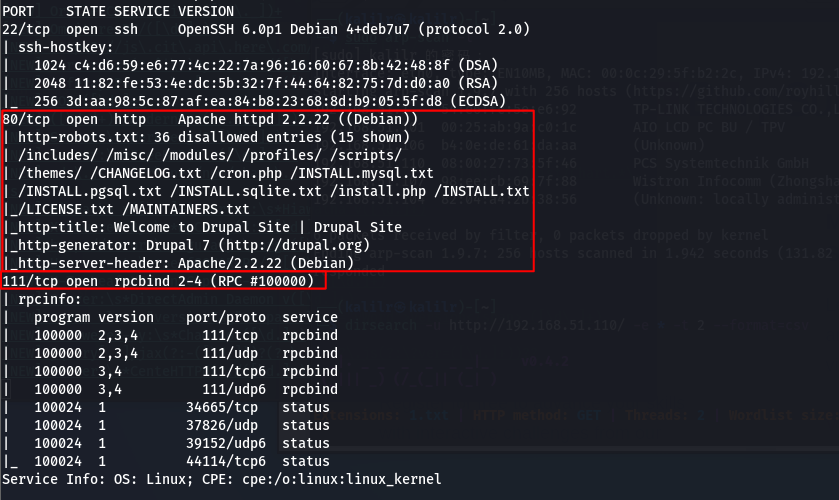 PORT    STATE SERVICE VERSION
22/tcp  open  ssh     OpenSSH 6.0p1 Debian 4+deb7u7 (protocol 2.0)
| ssh-hostkey:
|   1024 c4:d6:59:e6:77:4c:22:7a:96:16:60:67:8b:42:48:8f (DSA)
|   2048 11:82:fe:53:4e:dc:5b:32:7f:44:64:82:75:7d:d0:a0 (RSA)
|_  256 3d:aa:98:5c:87:af:ea:84:b8:23:68:8d:b9:05:5f:d8 (ECDSA)
80/tcp  open  http    Apache httpd 2.2.22 ((Debian))
| http-robots.txt: 36 disallowed entries (15 shown)
| /includes/ /misc/ /modules/ /profiles/ /scripts/
| /themes/ /CHANGELOG.txt /cron.php /INSTALL.mysql.txt
| /INSTALL.pgsql.txt /INSTALL.sqlite.txt /install.php /INSTALL.txt
|_/LICENSE.txt /MAINTAINERS.txt
|_http-title: Welcome to Drupal Site | Drupal Site
|_http-generator: Drupal 7 (http://drupal.org)
|_http-server-header: Apache/2.2.22 (Debian)
111/tcp open  rpcbind 2-4 (RPC #100000)
| rpcinfo:
|   program version    port/proto  service
|   100000  2,3,4        111/tcp   rpcbind
|   100000  2,3,4        111/udp   rpcbind
|   100000  3,4          111/tcp6  rpcbind
|   100000  3,4          111/udp6  rpcbind
|   100024  1          34665/tcp   status
|   100024  1          37826/udp   status
|   100024  1          39152/udp6  status
|_  100024  1          44114/tcp6  status
Service Info: OS: Linux; CPE: cpe:/o:linux:linux_kernel